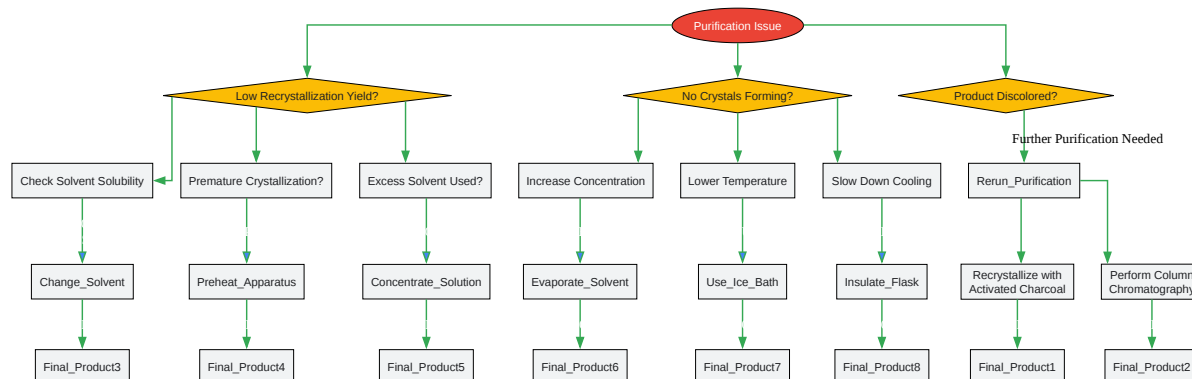 Purification Issue
Low Recrystallization Yield?
No Crystals Forming?
Product Discolored?
Further Purification Needed
Check Solvent Solubility
Premature Crystallization?
Excess Solvent Used?
Increase Concentration
Lower Temperature
Slow Down Cooling
Rerun_Purification
Change_Solvent
Preheat_Apparatus
Concentrate_Solution
Evaporate_Solvent
Use_Ice_Bath
Insulate_Flask
Recrystallize with
Activated Charcoal
Perform Column
Chromatography
Final_Product3
Final_Product4
Final_Product5
Final_Product6
Final_Product7
Final_Product8
Final_Product1
Final_Product2